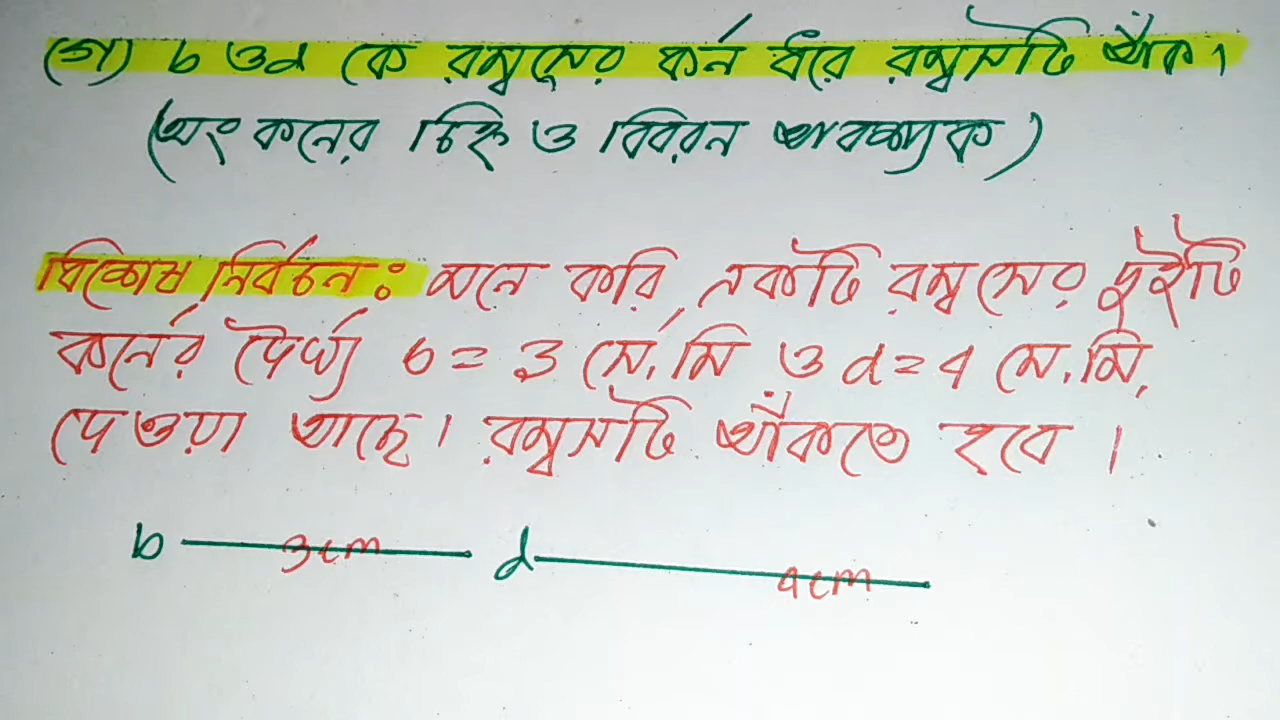 (গ) b ও d কে রম্বসের কর্ন ধরে রম্বসটি আঁক।
(অংকনের চিহ্ন ও বিবরন আবশ্যক)
বিশেষ নির্বচন: মনে করি, একটি রম্বসের দুইটি
কর্নের দৈর্ঘ্য b = 3 সে.মি ও d = 4 সে.মি.
দেওয়া আছে। রম্বসটি আঁকতে হবে।
b 3cm d 4cm